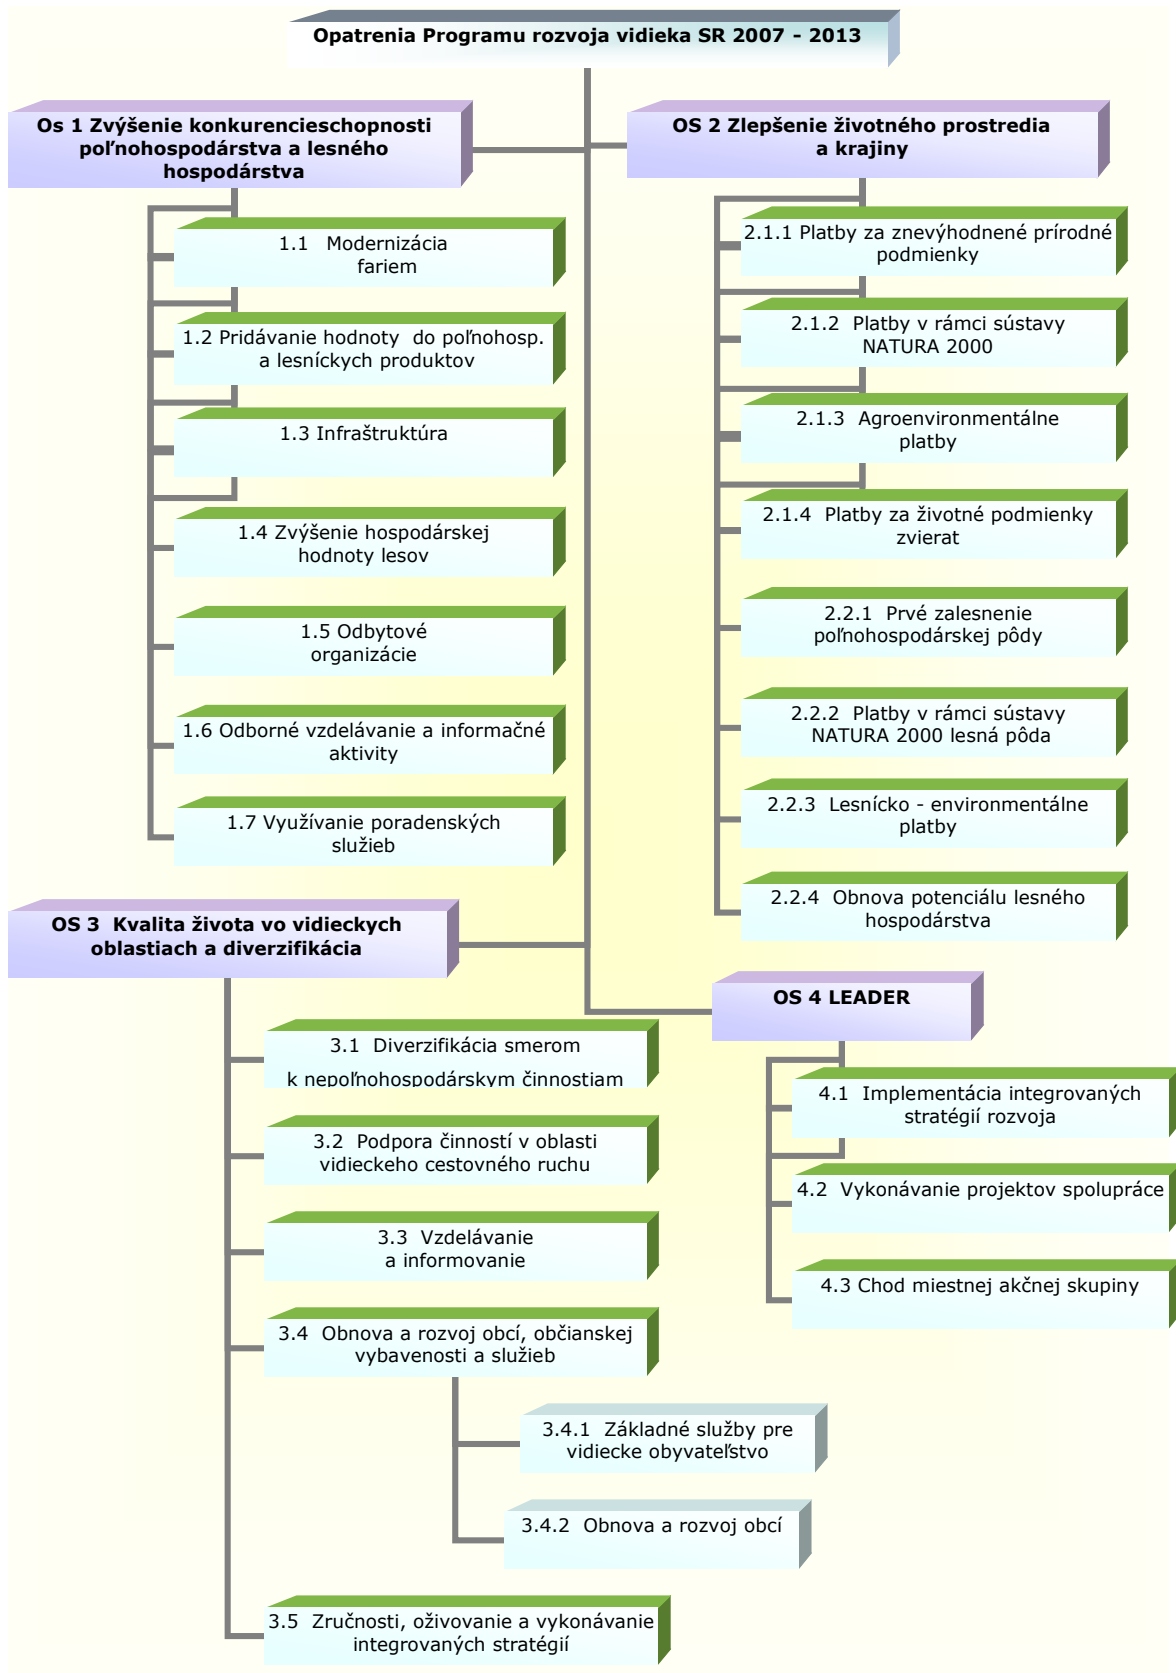 Opatrenia Programu rozvoja vidieka SR 2007 - 2013
Os 1 Zvýšenie konkurencieschopnosti
poľnohospodárstva a lesného
hospodárstva
1.1 Modernizácia
fariem
1.2 Pridávanie hodnoty do poľnohosp.
a lesníckych produktov
1.3 Infraštruktúra
1.4 Zvýšenie hospodárskej
hodnoty lesov
1.5 Odbytové
organizácie
1.6 Odborné vzdelávanie a informačné
aktivity
1.7 Využívanie poradenských
služieb
OS 2 Zlepšenie životného prostredia
a krajiny
2.1.1 Platby za znevýhodnené prírodné
podmienky
2.1.2 Platby v rámci sústavy
NATURA 2000
2.1.3 Agroenvironmentálne
platby
2.1.4 Platby za životné podmienky
zvierat
2.2.1 Prvé zalesnenie
poľnohospodárskej pôdy
2.2.2 Platby v rámci sústavy
NATURA 2000 lesná pôda
2.2.3 Lesnícko - environmentálne
platby
2.2.4 Obnova potenciálu lesného
hospodárstva
OS 3 Kvalita života vo vidieckych
oblastiach a diverzifikácia
3.1 Diverzifikácia smerom
k nepoľnohospodárskym činnostiam
3.2 Podpora činností v oblasti
vidieckeho cestovného ruchu
3.3 Vzdelávanie
a informovanie
3.4 Obnova a rozvoj obcí, občianskej
vybavenosti a služieb
3.4.1 Základné služby pre
vidiecke obyvateľstvo
3.4.2 Obnova a rozvoj obcí
3.5 Zručnosti, oživovanie a vykonávanie
integrovaných stratégií
OS 4 LEADER
4.1 Implementácia integrovaných
stratégií rozvoja
4.2 Vykonávanie projektov spolupráce
4.3 Chod miestnej akčnej skupiny